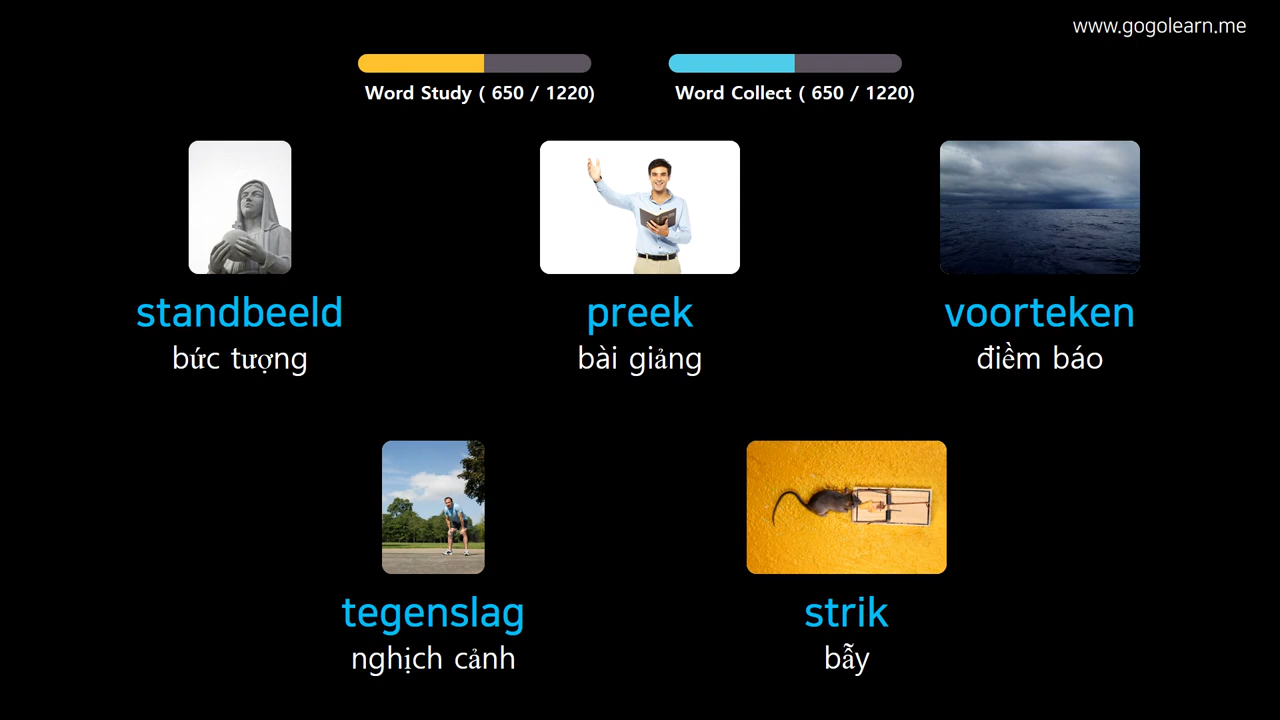 www.gogolearn.me
Word Study ( 650 / 1220)
Word Collect ( 650 / 1220)
standbeeld
bức tượng
preek
bài giảng
voorteken
điềm báo
tegenslag
nghịch cảnh
strik
bẫy